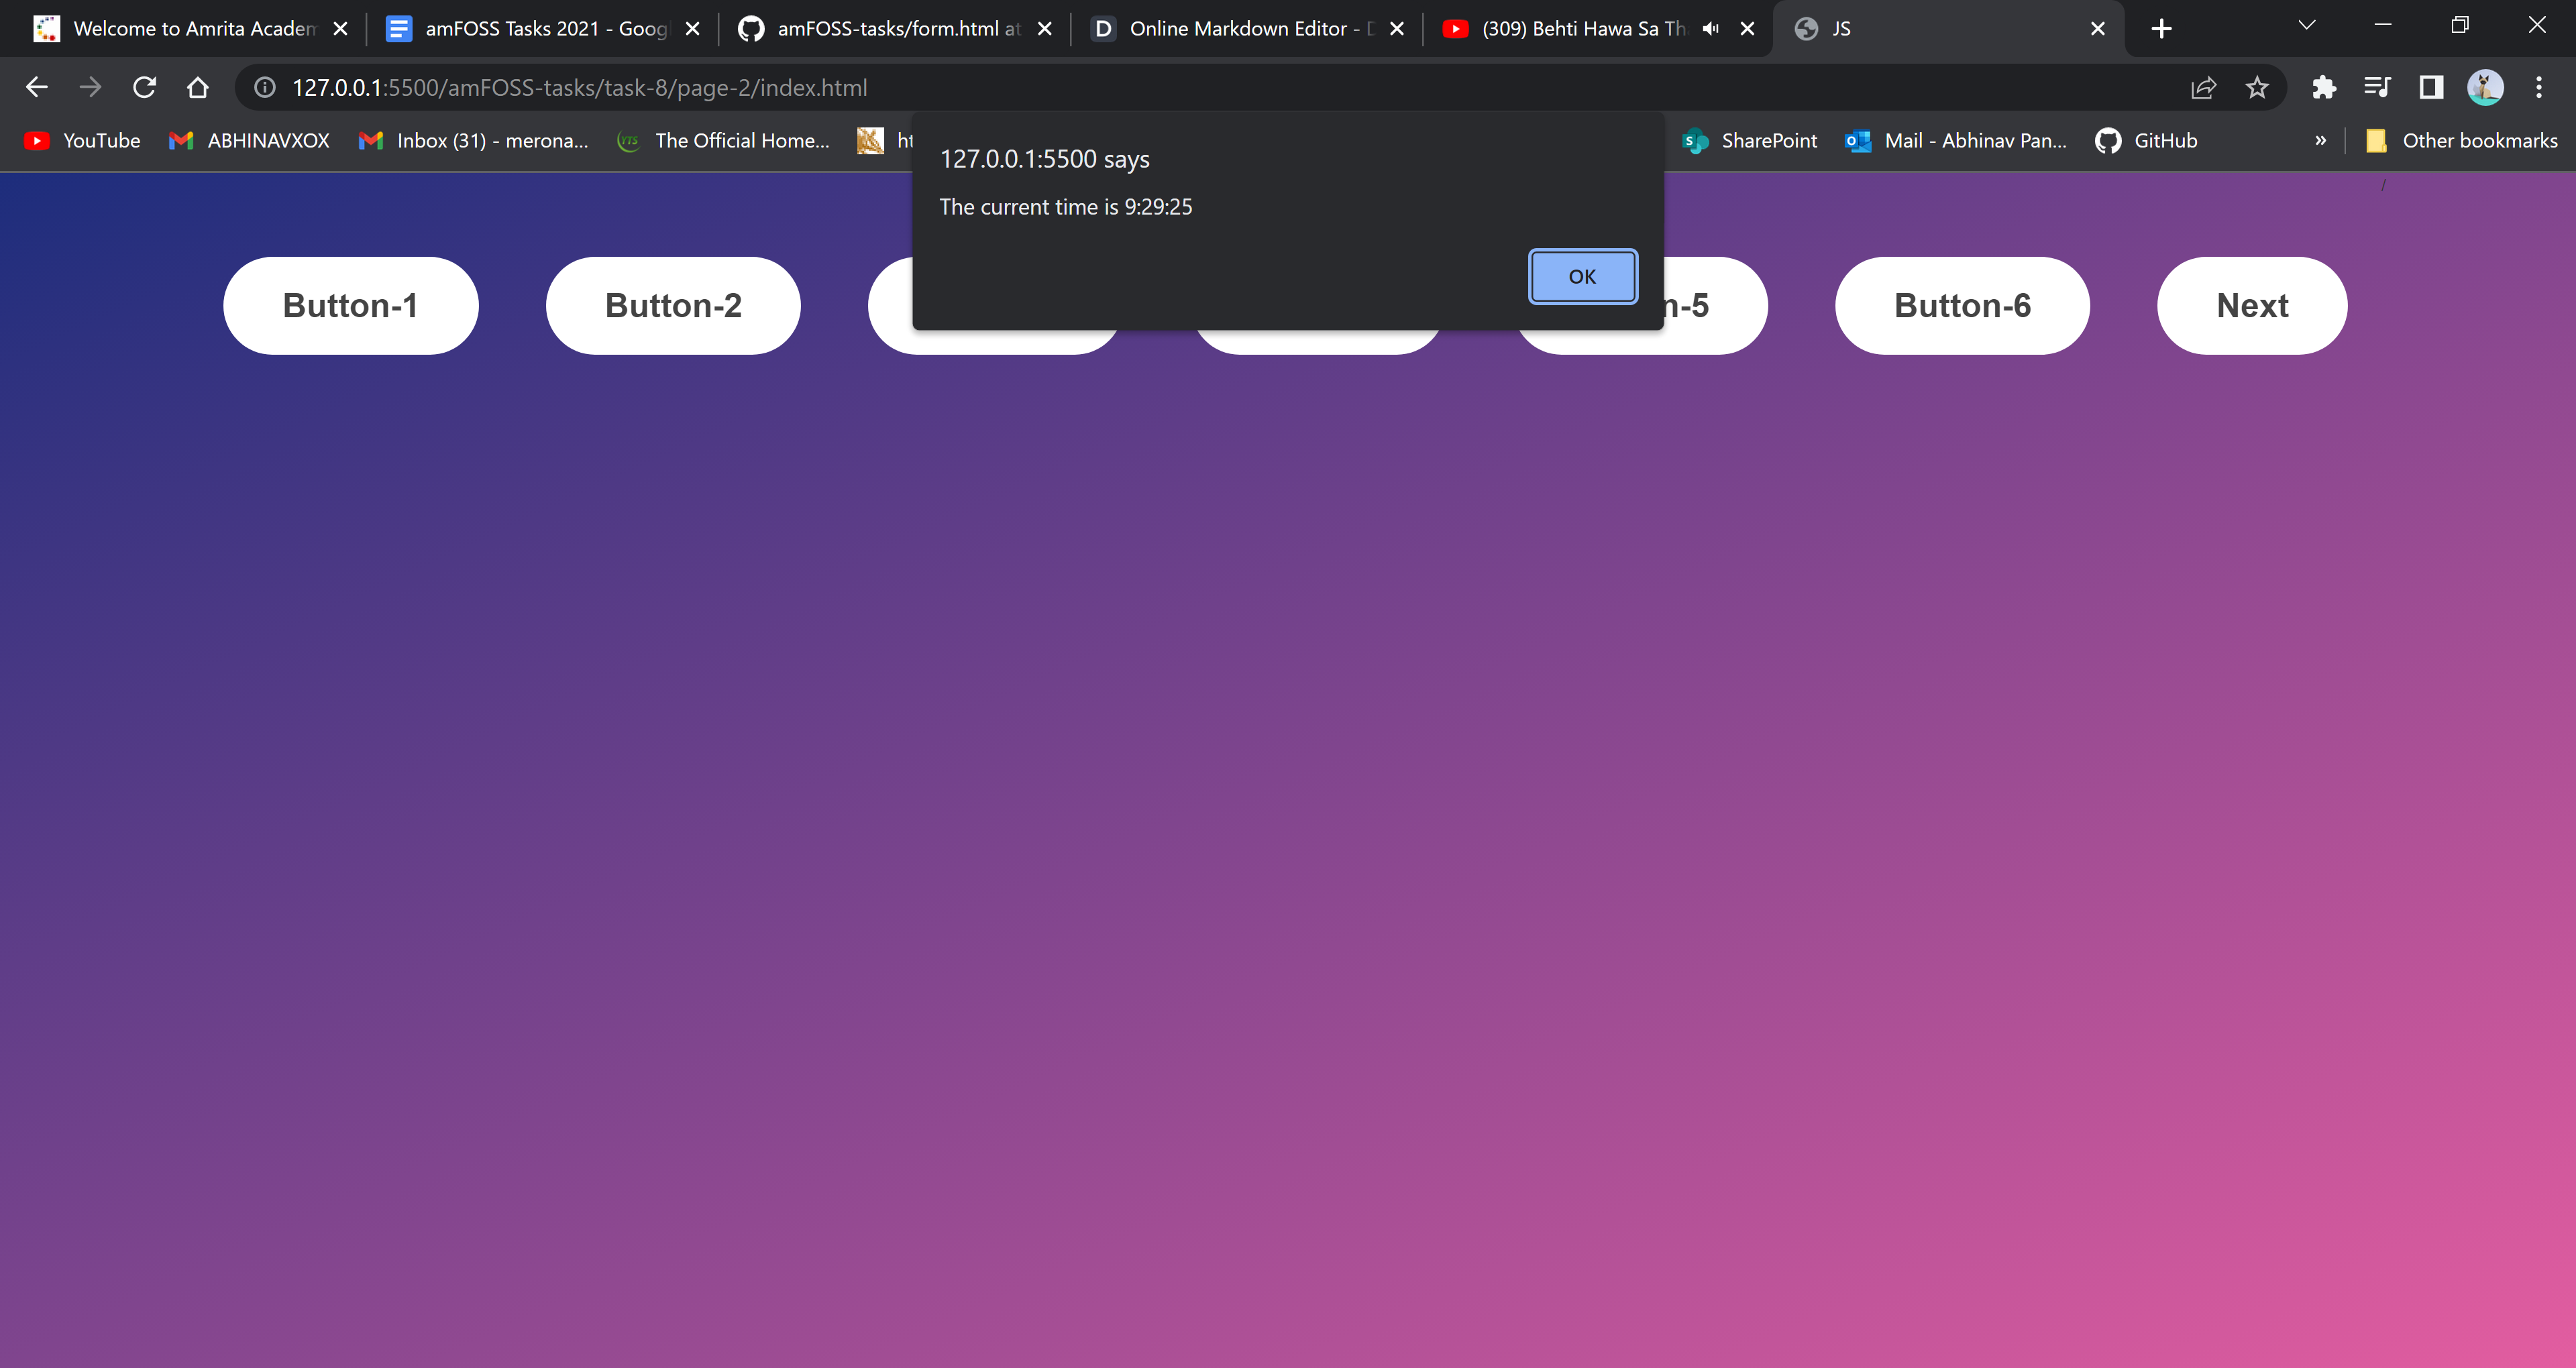 Welcome to Amrita Academ
amFOSS Tasks 2021 - Goog
amFOSS-tasks/form.html at
Online Markdown Editor - D
(309) Behti Hawa Sa Th
JS
127.0.0.1:5500/amFOSS-tasks/task-8/page-2/index.html
YouTube
ABHINAVXOX
Inbox (31) - merona...
YTS
The Official Home...
ht
SharePoint
Mail - Abhinav Pan...
GitHub
»
Other bookmarks
127.0.0.1:5500 says
The current time is 9:29:25
OK
/
Button-1
Button-2
n-5
Button-6
Next